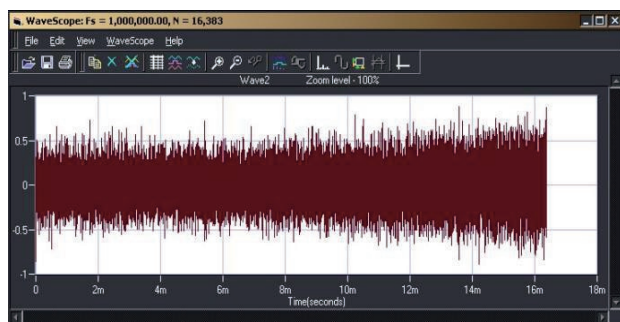 WaveScope: Fs = 1,000,000.00, N = 16,383
File Edit View WaveScope Help
Wave2 Zoom level - 100%
1
0.5
0
-0.5
-1
0 2m 4m 6m 8m 10m 12m 14m 16m 18m
Time(seconds)